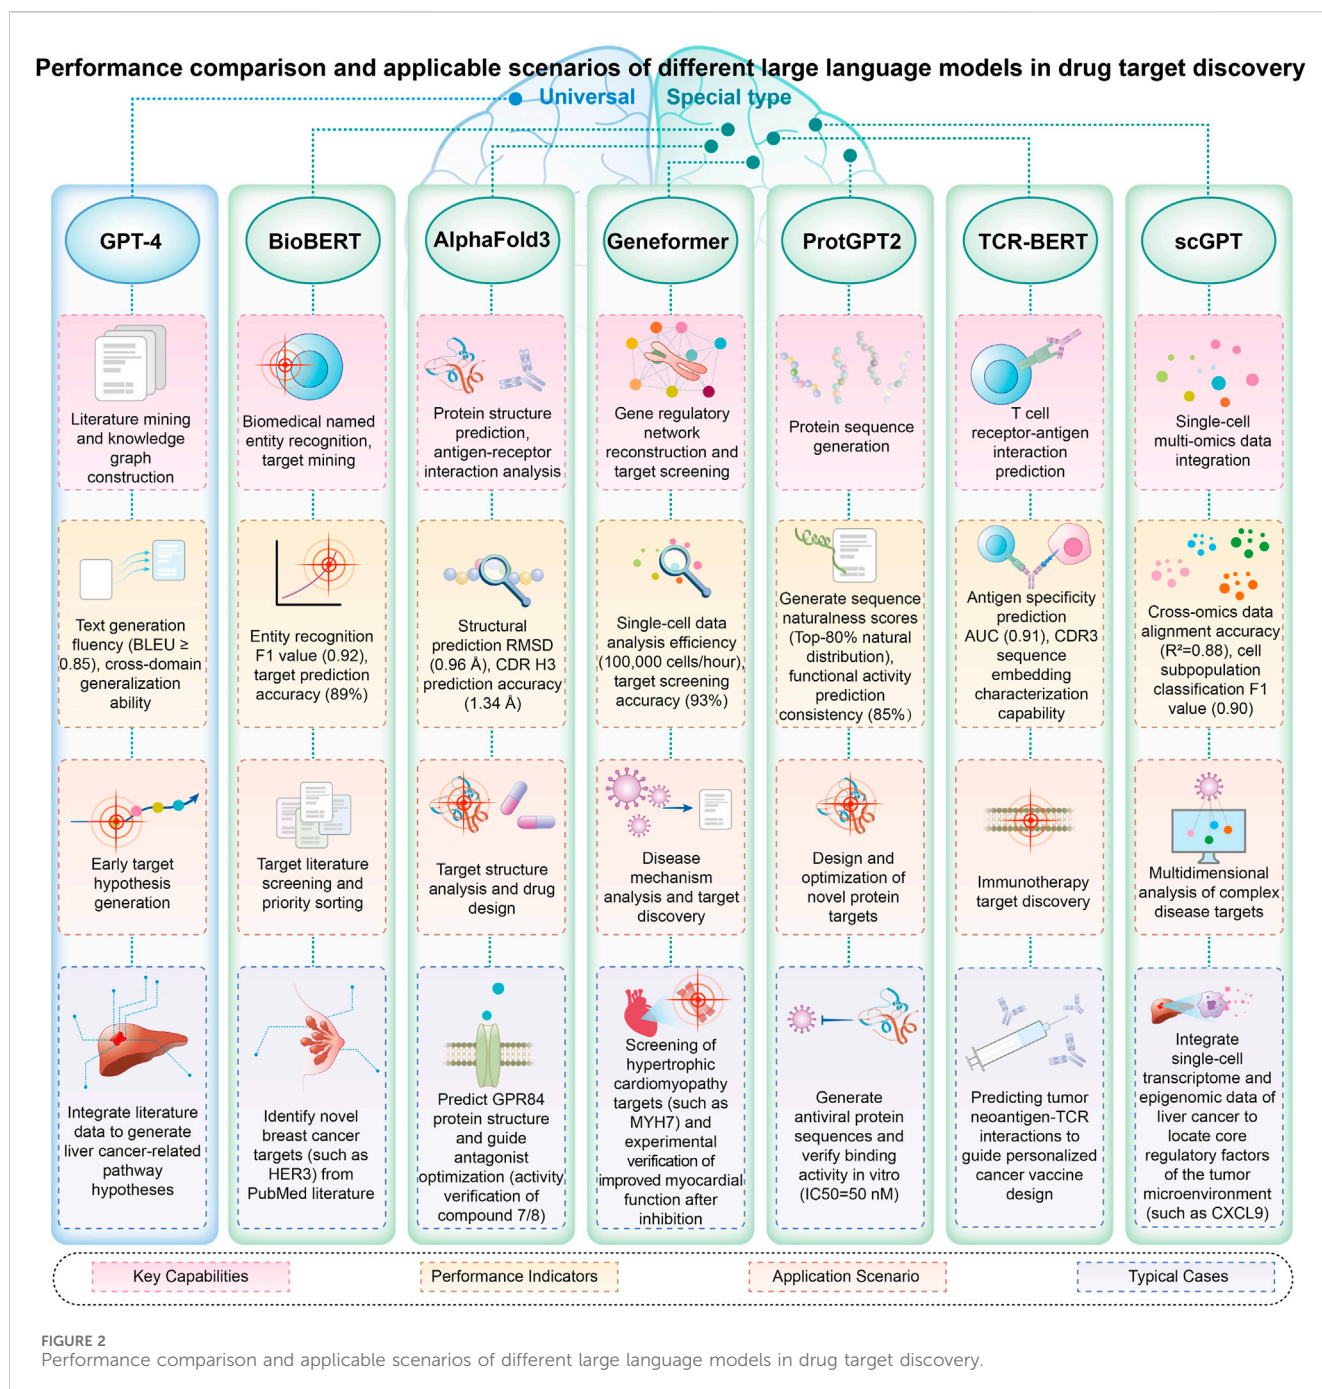 Performance comparison and applicable scenarios of different large language models in drug target discovery
Universal
Special type
GPT-4
BioBERT
AlphaFold3
Geneformer
ProtGPT2
TCR-BERT
scGPT
Literature mining
and knowledge
graph
construction
Biomedical named
entity recognition,
target mining
Protein structure
prediction,
antigen-receptor
interaction analysis
Gene regulatory
network
reconstruction and
target screening
Protein sequence
generation
T cell
receptor-antigen
interaction
prediction
Single-cell
multi-omics data
integration
Text generation
fluency (BLEU ≥
0.85), cross-domain
generalization
ability
Entity recognition
F1 value (0.92),
target prediction
accuracy (89%)
Structural
prediction RMSD
(0.96 Å), CDR H3
prediction accuracy
(1.34 Å)
Single-cell data
analysis efficiency
(100,000 cells/hour),
target screening
accuracy (93%)
Generate sequence
naturalness scores
(Top-80% natural
distribution),
functional activity
prediction
consistency (85%)
Antigen specificity
prediction
AUC (0.91), CDR3
sequence
embedding
characterization
capability
Cross-omics data
alignment accuracy
(R²=0.88), cell
subpopulation
classification F1
value (0.90)
Early target
hypothesis
generation
Target literature
screening and
priority sorting
Target structure
analysis and drug
design
Disease
mechanism
analysis and target
discovery
Design and
optimization of
novel protein
targets
Immunotherapy
target discovery
Multidimensional
analysis of complex
disease targets
Integrate literature
data to generate
liver cancer-related
pathway
hypotheses
Identify novel
breast cancer
targets (such as
HER3) from
PubMed literature
Predict GPR84
protein structure
and guide
antagonist
optimization (activity
verification of
compound 7/8)
Screening of
hypertrophic
cardiomyopathy
targets (such as
MYH7) and
experimental
verification of
improved myocardial
function after
inhibition
Generate
antiviral protein
sequences and
verify binding
activity in vitro
(IC50=50 nM)
Predicting tumor
neoantigen-TCR
interactions to
guide personalized
cancer vaccine
design
Integrate
single-cell
transcriptome and
epigenomic data of
liver cancer to
locate core
regulatory factors
of the tumor
microenvironment
(such as CXCL9)
Key Capabilities
Performance Indicators
Application Scenario
Typical Cases
FIGURE 2
Performance comparison and applicable scenarios of different large language models in drug target discovery.